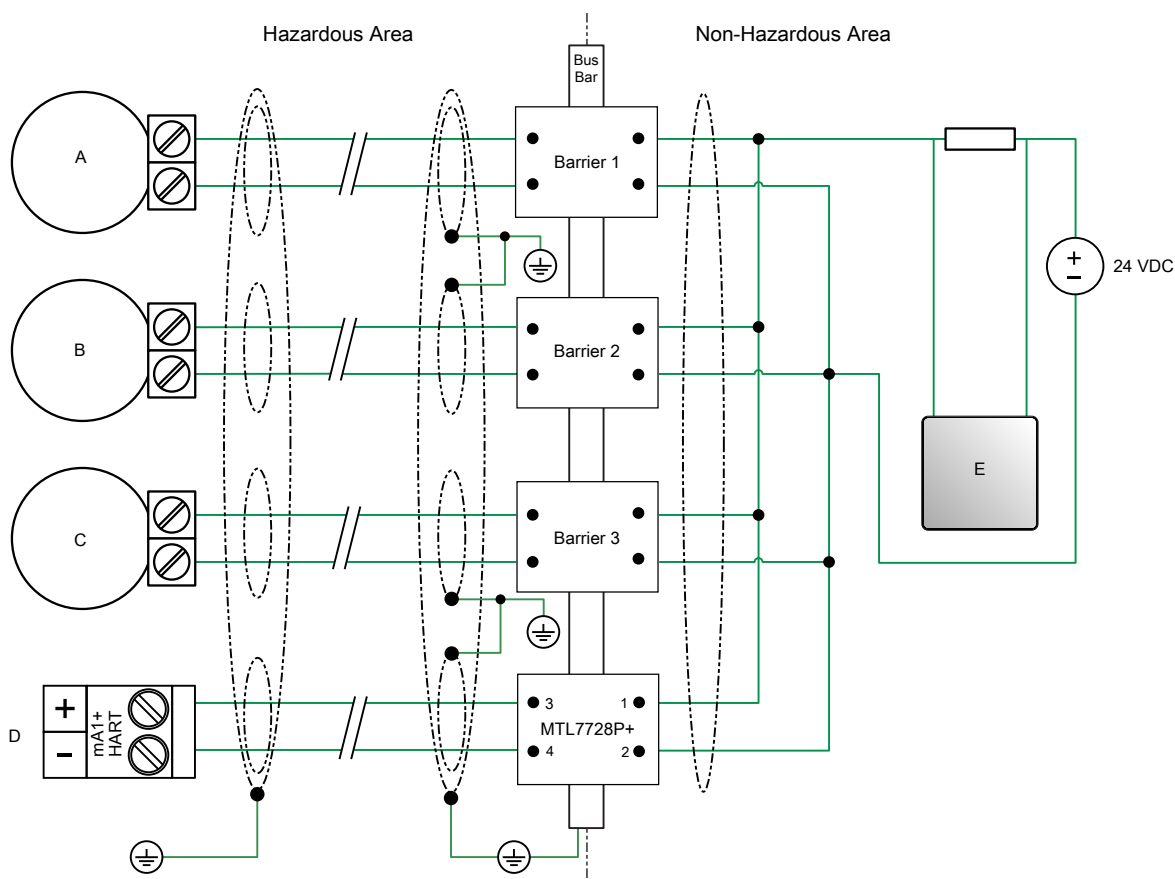 Hazardous Area
Non-Hazardous Area
Bus
Bar
A
Barrier 1
+
−
24 VDC
B
Barrier 2
E
C
Barrier 3
D
+
-
mA1+
HART
3
1
MTL7728P+
4
2